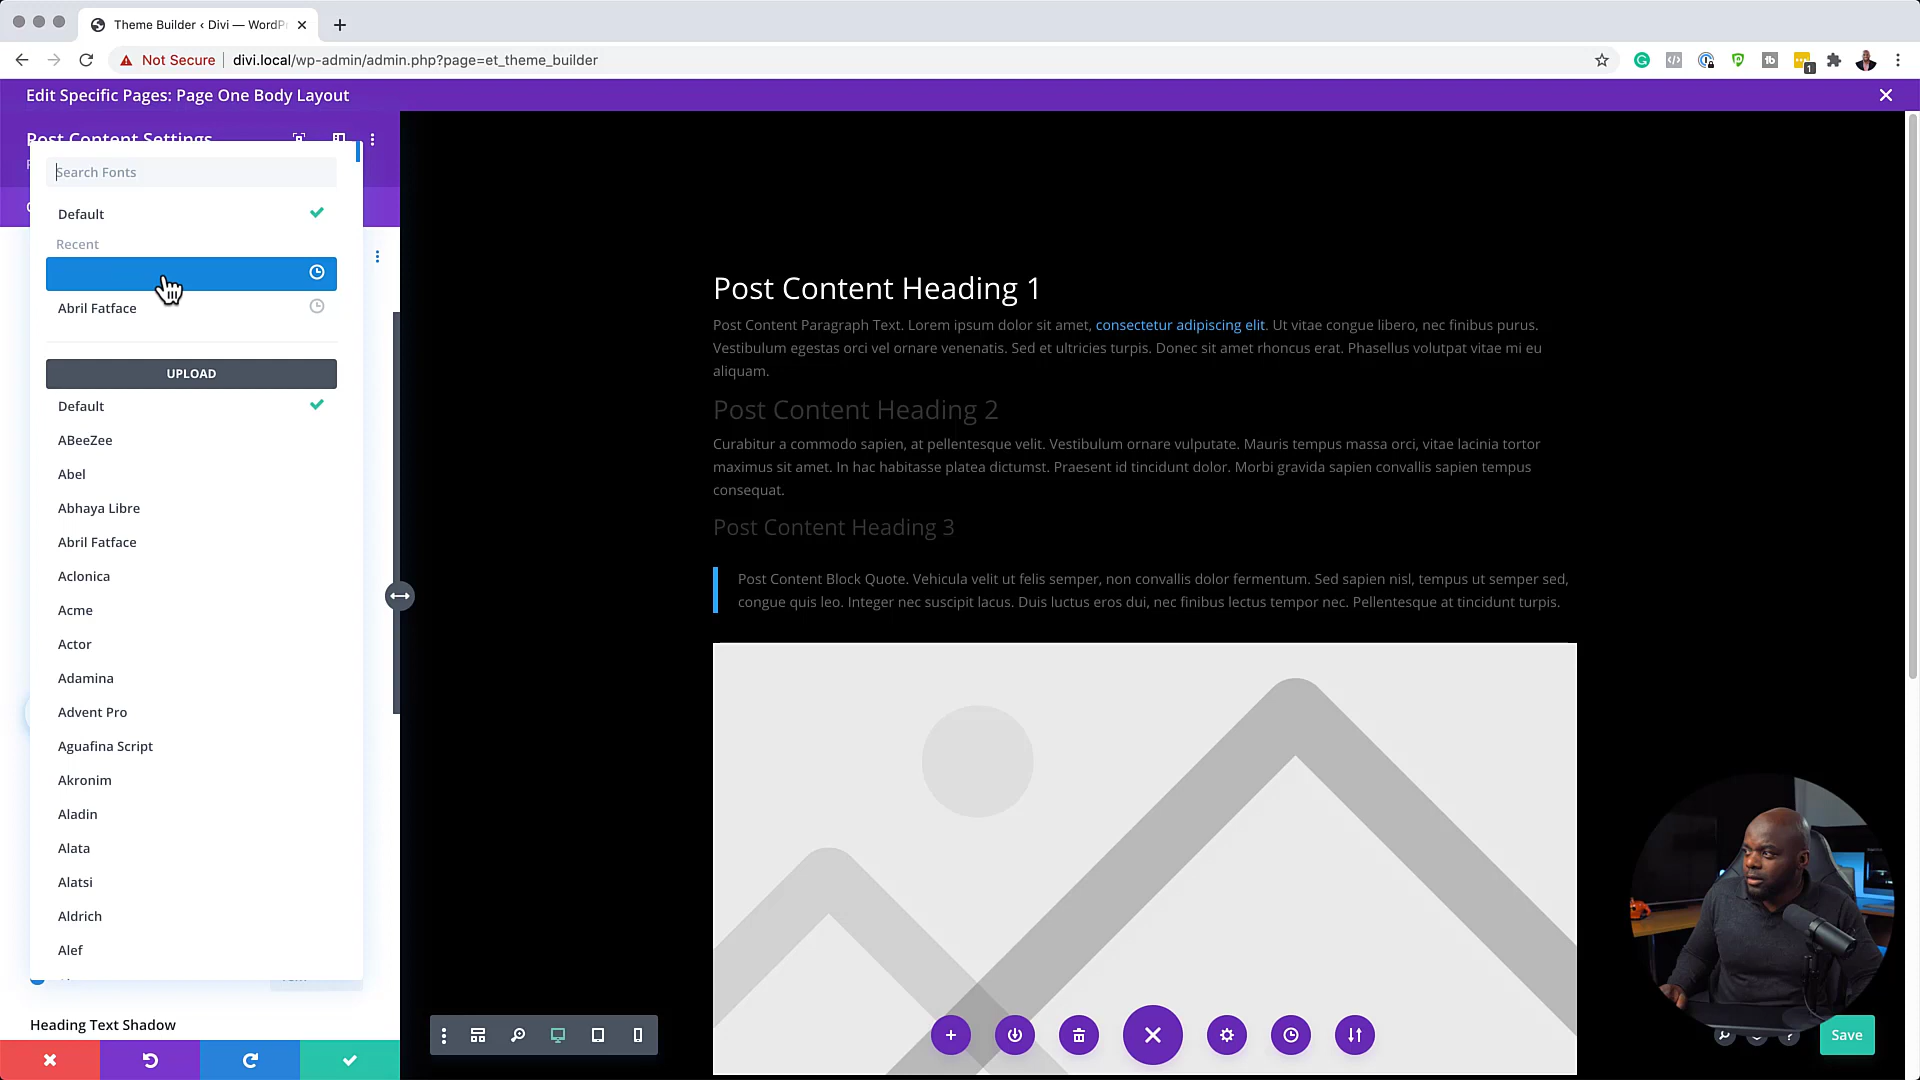 Theme Builder ‹ Divi — WordP
Not Secure
divi.local/wp-admin/admin.php?page=et_theme_builder
1
Edit Specific Pages: Page One Body Layout
Post Content Settings
Search Fonts
Default
Recent
Abril Fatface
UPLOAD
Default
ABeeZee
Abel
Abhaya Libre
Abril Fatface
Aclonica
Acme
Actor
Adamina
Advent Pro
Aguafina Script
Akronim
Aladin
Alata
Alatsi
Aldrich
Alef
Heading Text Shadow
Post Content Heading 1
Post Content Paragraph Text. Lorem ipsum dolor sit amet, consectetur adipiscing elit. Ut vitae congue libero, nec finibus purus.
Vestibulum egestas orci vel ornare venenatis. Sed et ultricies turpis. Donec sit amet rhoncus erat. Phasellus volutpat vitae mi eu
aliquam.
Post Content Heading 2
Curabitur a commodo sapien, at pellentesque velit. Vestibulum ornare vulputate. Mauris tempus massa orci, vitae lacinia tortor
maximus sit amet. In hac habitasse platea dictumst. Praesent id tincidunt dolor. Morbi gravida sapien convallis sapien tempus
consequat.
Post Content Heading 3
Post Content Block Quote. Vehicula velit ut felis semper, non convallis dolor fermentum. Sed sapien nisl, tempus ut semper sed,
congue quis leo. Integer nec suscipit lacus. Duis luctus eros dui, nec finibus lectus tempor nec. Pellentesque at tincidunt turpis.
Save